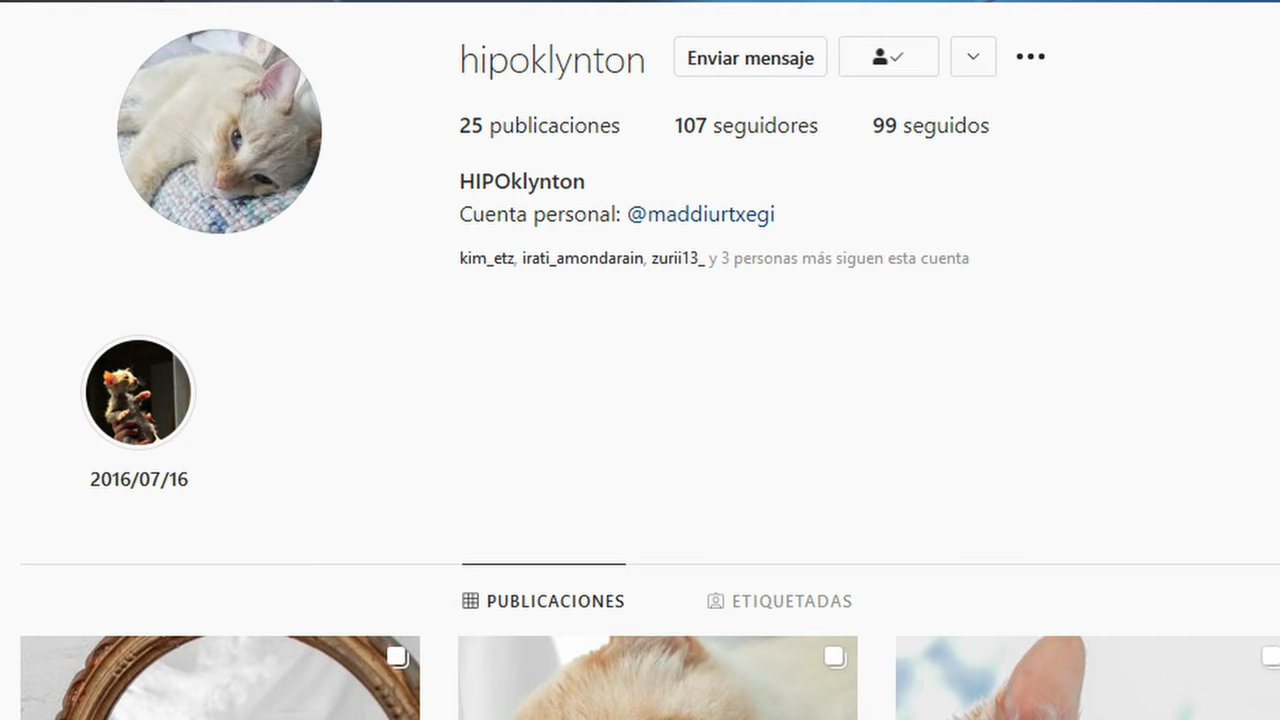 hipoklynton Enviar mensaje
25 publicaciones 107 seguidores 99 seguidos
HIPOklynton
Cuenta personal: @maddiurtxegi
kim_etz, irati_amondarain, zurii13_ y 3 personas más siguen esta cuenta
2016/07/16
PUBLICACIONES ETIQUETADAS